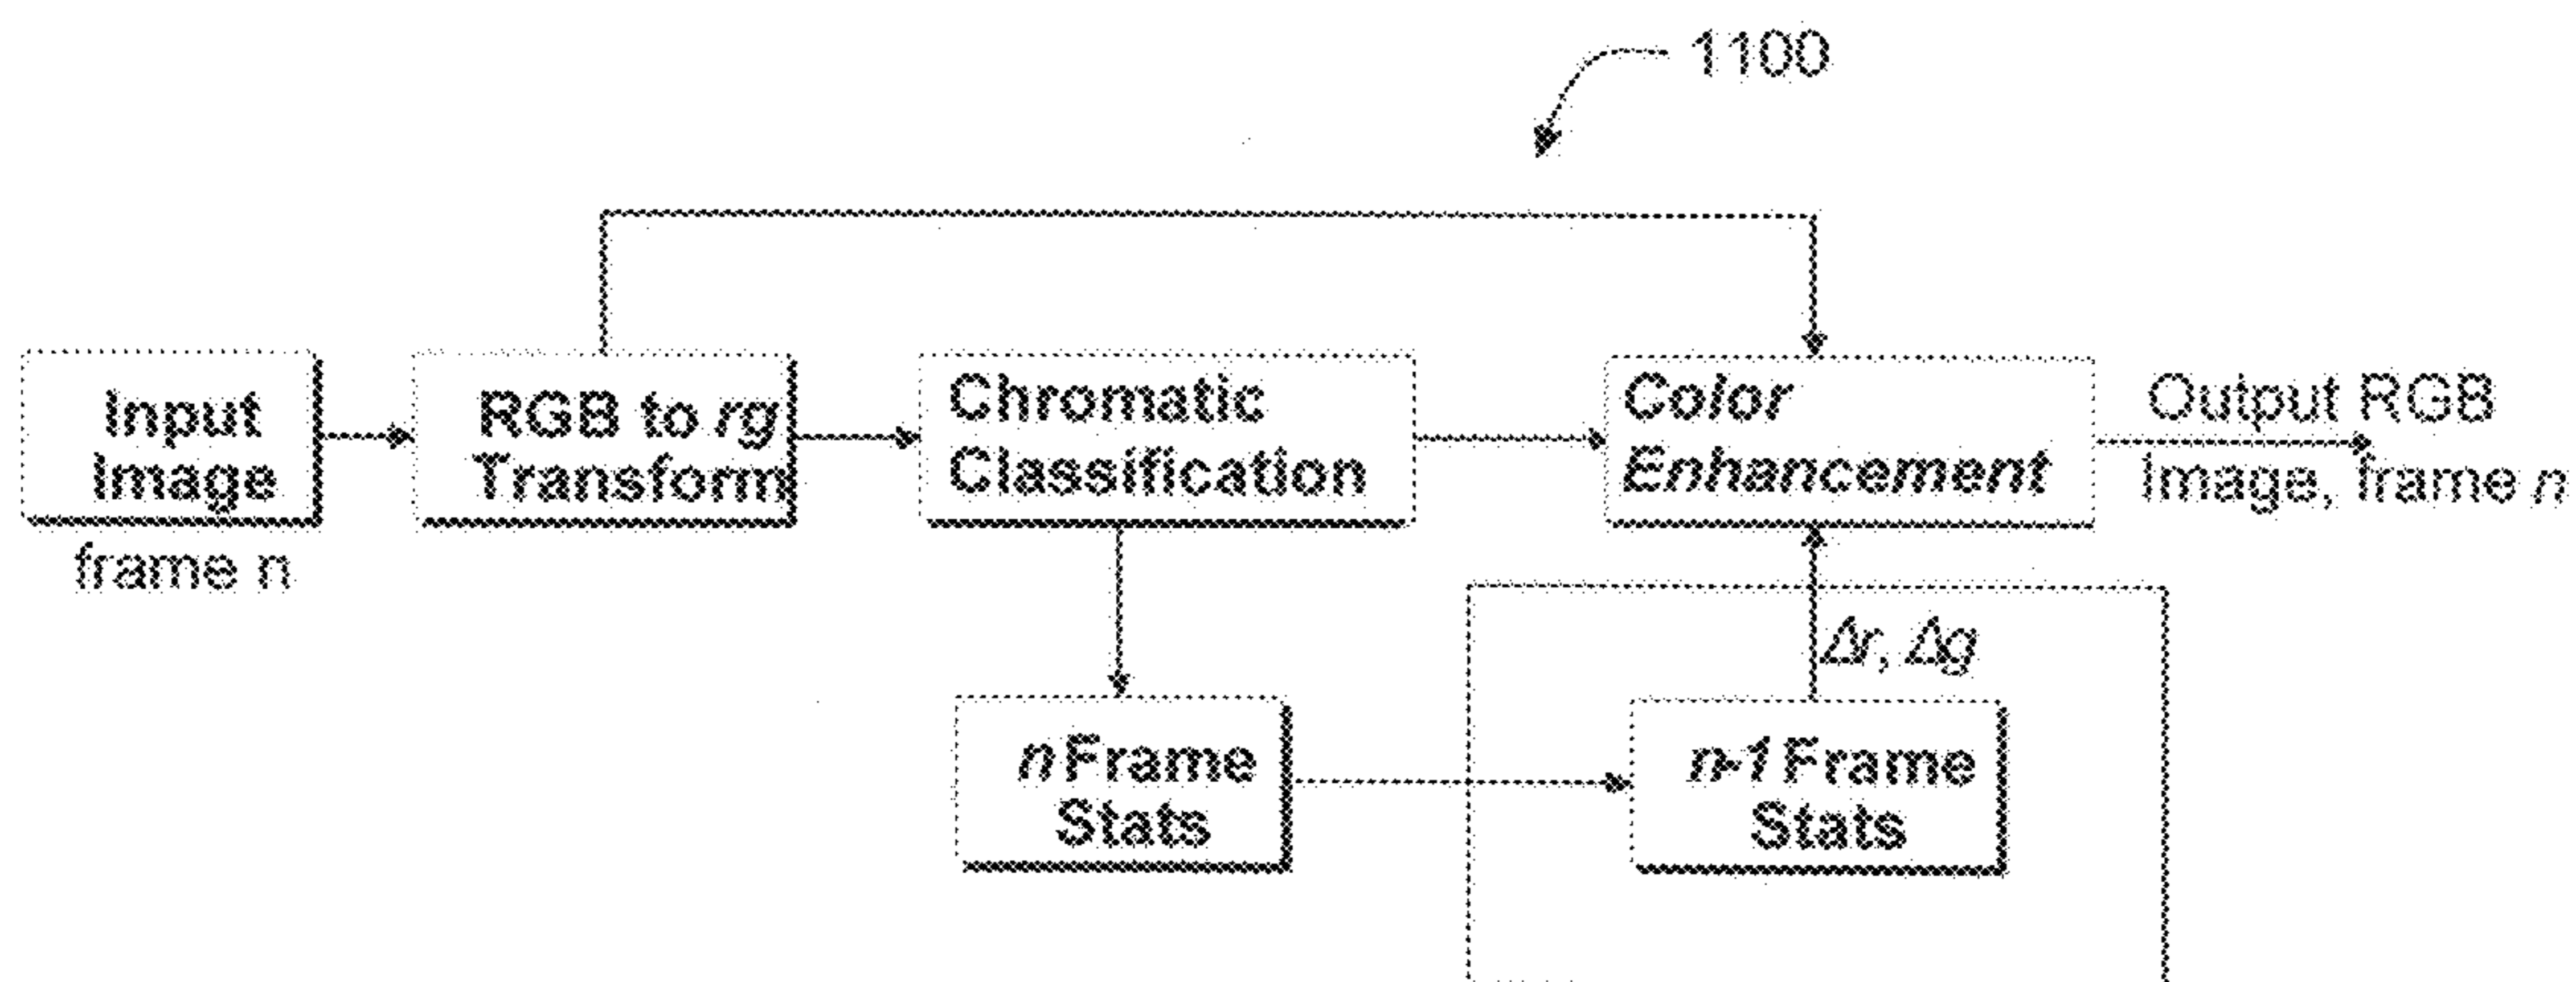 1100
Input
Image
frame n
RGB to rg
Transform
Chromatic
Classification
Color
Enhancement
Output RGB
Image, frame n
Δr, Δg
n Frame
Stats
n-1 Frame
Stats